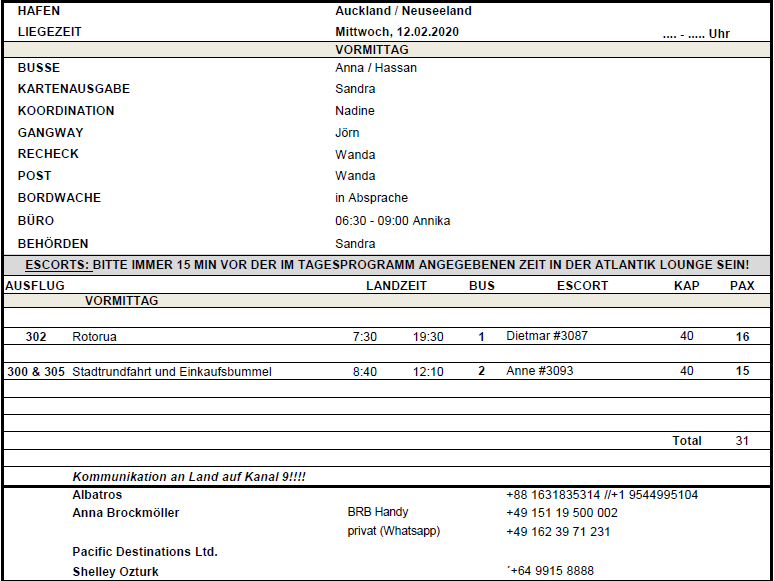 HAFEN Auckland / Neuseeland
LIEGEZEIT Mittwoch, 12.02.2020 .... - ..... Uhr
VORMITTAG
BUSSE Anna / Hassan
KARTENAUSGABE Sandra
KOORDINATION Nadine
GANGWAY Jörn
RECHECK Wanda
POST Wanda
BORDWACHE in Absprache
BÜRO 06:30 - 09:00 Annika
BEHÖRDEN Sandra
ESCORTS: BITTE IMMER 15 MIN VOR DER IM TAGESPROGRAMM ANGEGEBENEN ZEIT IN DER ATLANTIK LOUNGE SEIN!
AUSFLUG LANDZEIT BUS ESCORT KAP PAX
VORMITTAG
302 Rotorua 7:30 19:30 1 Dietmar #3087 40 16
300 & 305 Stadtrundfahrt und Einkaufsbummel 8:40 12:10 2 Anne #3093 40 15
Total 31
Kommunikation an Land auf Kanal 9!!!!
Albatros +88 1631835314 //+1 9544995104
Anna Brockmöller BRB Handy +49 151 19 500 002
privat (Whatsapp) +49 162 39 71 231
Pacific Destinations Ltd.
Shelley Ozturk ´+64 9915 8888